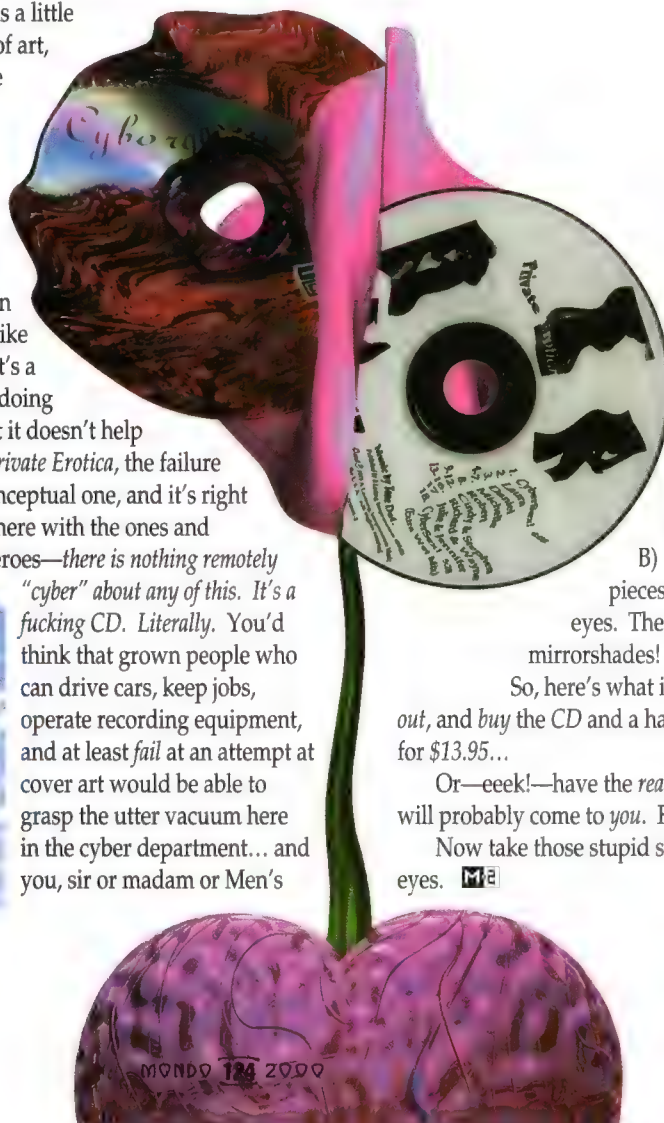 s a little
of art,
e
n
ike
t's a
doing
t it doesn't help
rivate Erotica, the failure
nceptual one, and it's right
here with the ones and
eroes—there is nothing remotely
"cyber" about any of this. It's a
fucking CD. Literally. You'd
think that grown people who
can drive cars, keep jobs,
operate recording equipment,
and at least fail at an attempt at
cover art would be able to
grasp the utter vacuum here
in the cyber department... and
you, sir or madam or Men's
Private
B)
pieces
eyes. The
mirrorshades!
So, here's what i
out, and buy the CD and a ha
for $13.95...
Or—eeek!—have the rea
will probably come to you. F
Now take those stupid s
eyes. M2
MONDO 124 2000